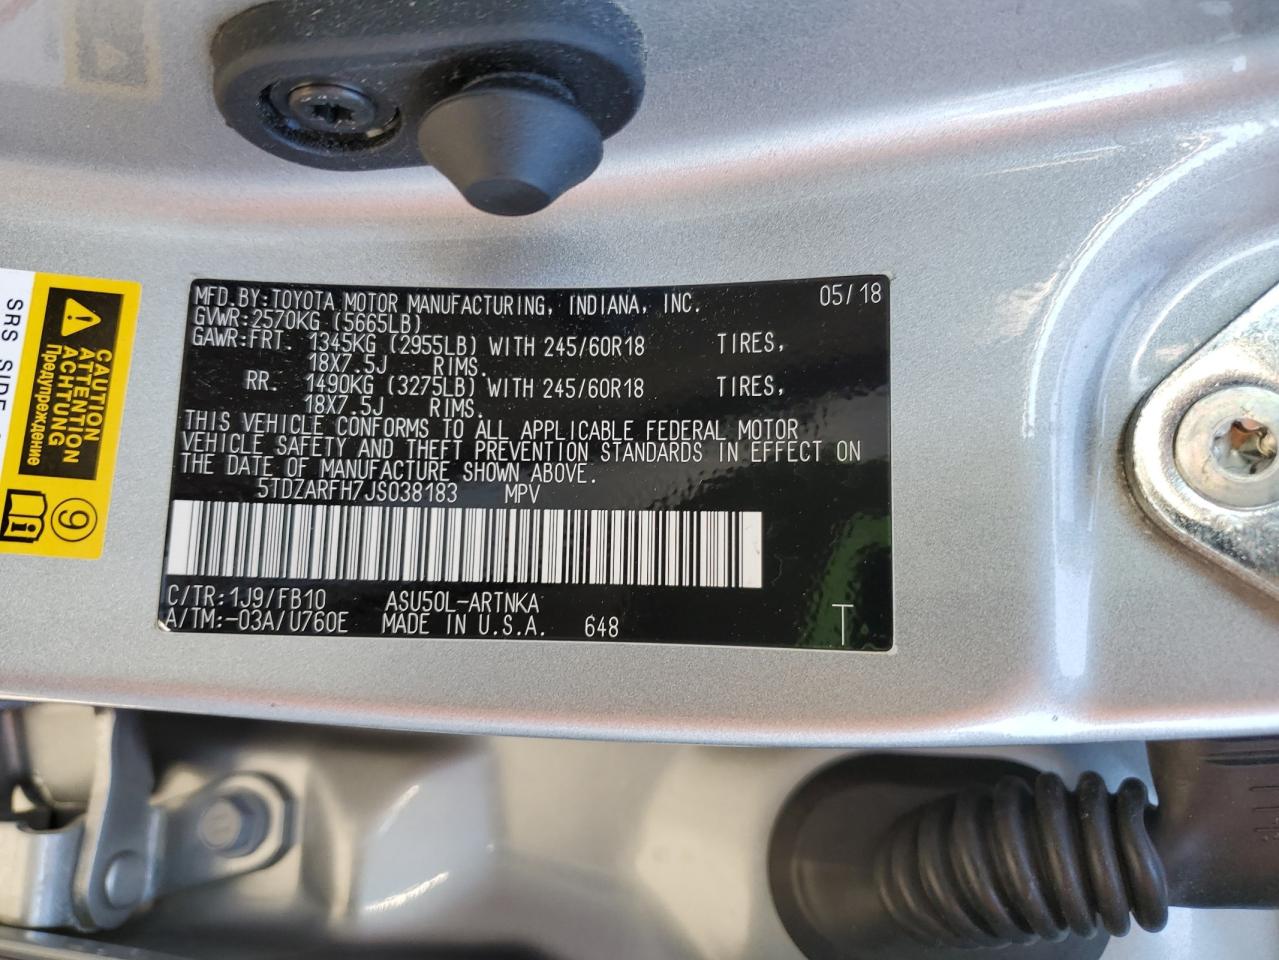 MFD.BY:TOYOTA MOTOR MANUFACTURING, INDIANA, INC. 05/18
GVWR:2570KG (5665LB)
GAWR:FRT. 1345KG (2955LB) WITH 245/60R18 TIRES,
18X7.5J RIMS.
RR. 1490KG (3275LB) WITH 245/60R18 TIRES,
18X7.5J RIMS.
THIS VEHICLE CONFORMS TO ALL APPLICABLE FEDERAL MOTOR
VEHICLE SAFETY AND THEFT PREVENTION STANDARDS IN EFFECT ON
THE DATE OF MANUFACTURE SHOWN ABOVE.
5TDZARFH7JS038183 MPV
C/TR:1J9/FB10 ASU50L-ARTNKA
A/TM:-03A/U760E MADE IN U.S.A. 648 T
CAUTION
ATTENTION
ACHTUNG
Предупреждение
9
SRS SIDE